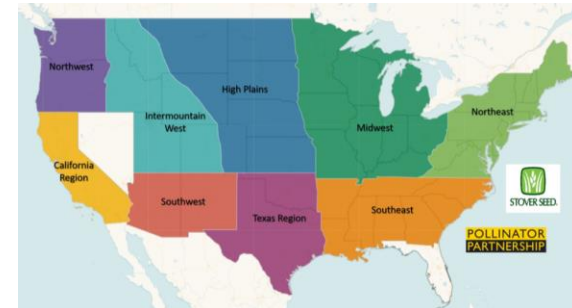 Northwest
High Plains
Northeast
Intermountain
West
Midwest
California
Region
Southwest
Texas Region
Southeast
STOVER SEED
POLLINATOR
PARTNERSHIP